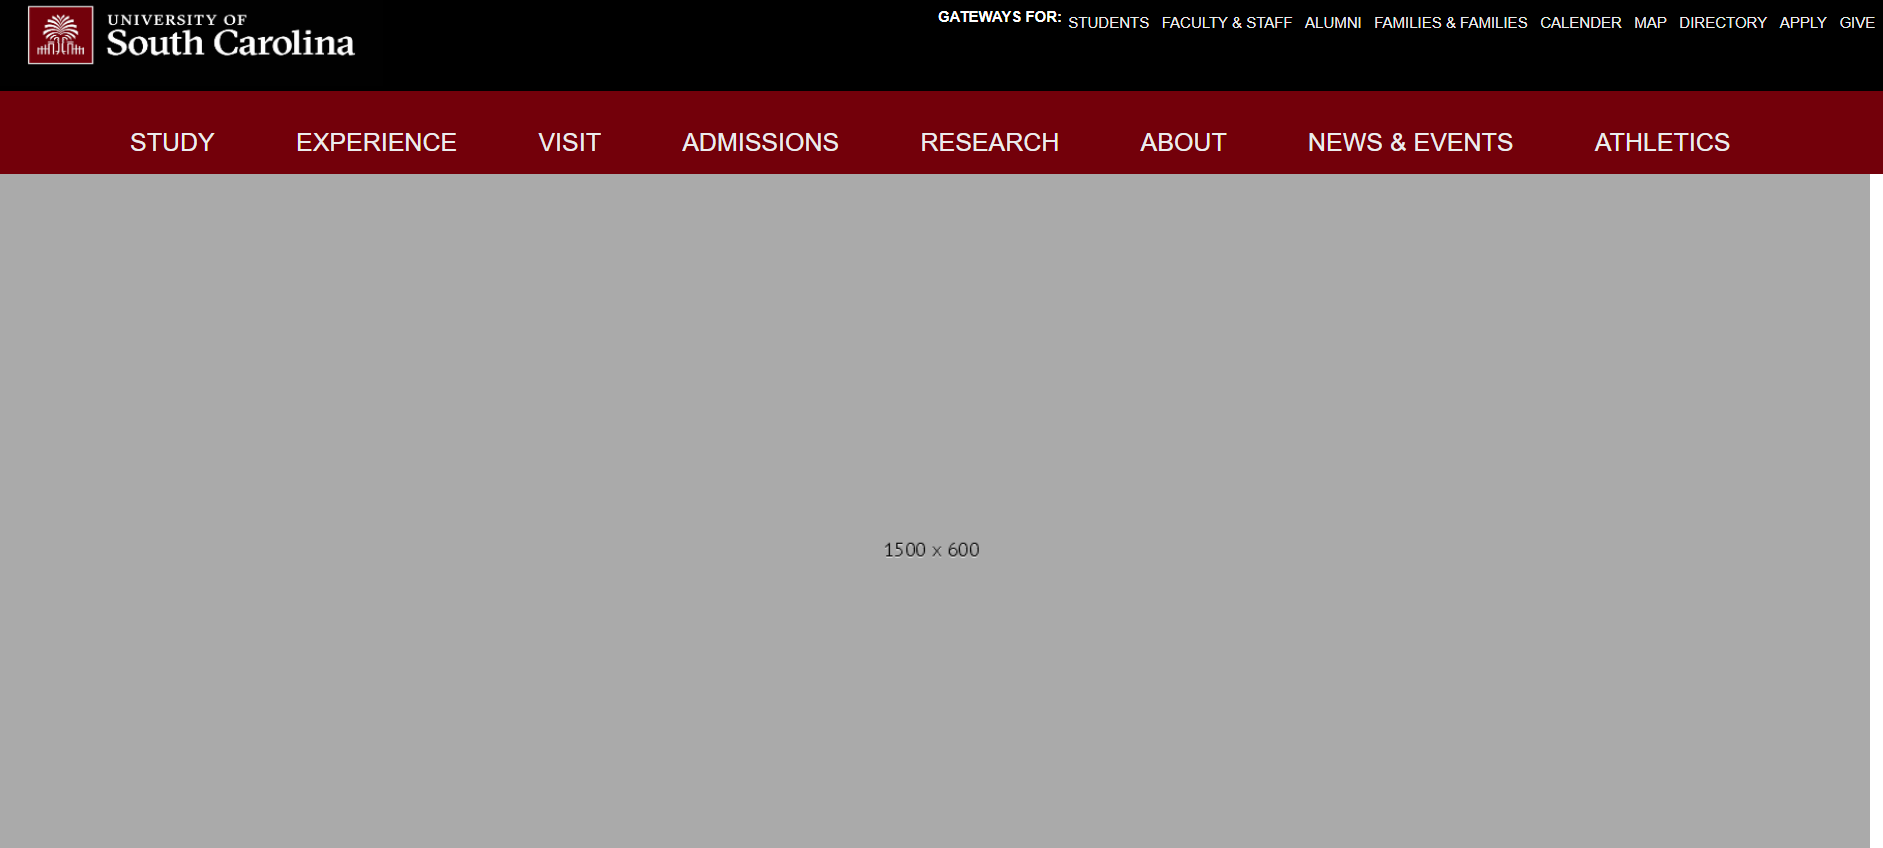 UNIVERSITY OF
South Carolina
GATEWAYS FOR: STUDENTS FACULTY & STAFF ALUMNI FAMILIES & FAMILIES CALENDER MAP DIRECTORY APPLY GIVE
STUDY EXPERIENCE VISIT ADMISSIONS RESEARCH ABOUT NEWS & EVENTS ATHLETICS
1500 x 600